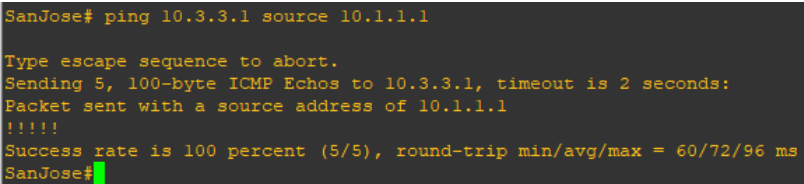 SanJose# ping 10.3.3.1 source 10.1.1.1
Type escape sequence to abort.
Sending 5, 100-byte ICMP Echos to 10.3.3.1, timeout is 2 seconds:
Packet sent with a source address of 10.1.1.1
!!!!!
Success rate is 100 percent (5/5), round-trip min/avg/max = 60/72/96 ms
SanJose#